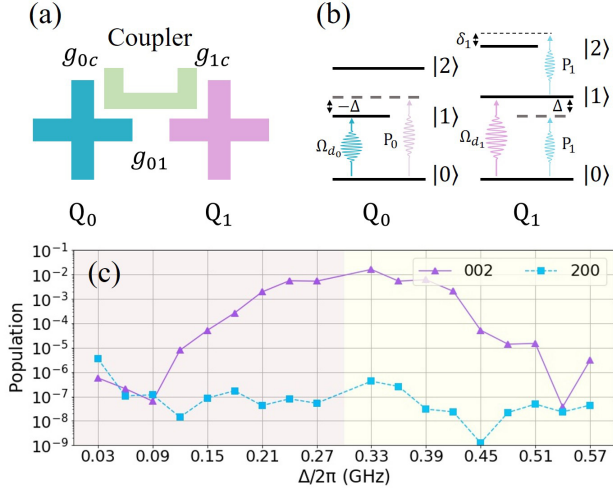 (a)
Coupler
g0c
g1c
g01
Q0
Q1
(b)
δ1
|2⟩
|2⟩
P1
|1⟩
|1⟩
−Δ
Δ
Ωd0
P0
Ωd1
P1
|0⟩
|0⟩
Q0
Q1
(c)
002
200
Population
10⁻¹
10⁻²
10⁻³
10⁻⁴
10⁻⁵
10⁻⁶
10⁻⁷
10⁻⁸
10⁻⁹
0.03 0.09 0.15 0.21 0.27 0.33 0.39 0.45 0.51 0.57
Δ/2π (GHz)